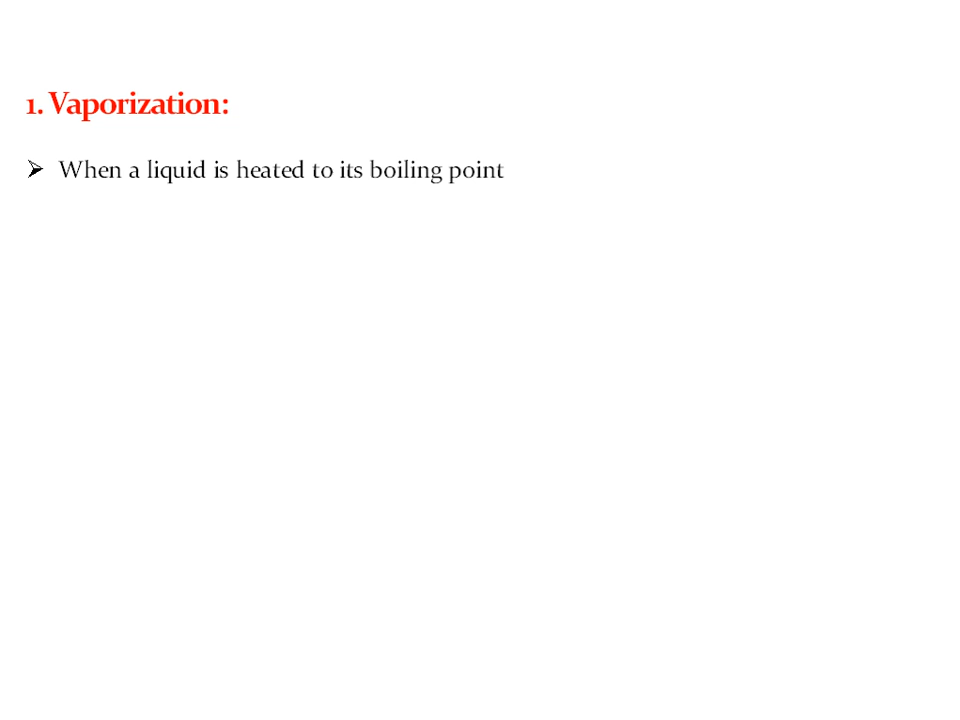 1. Vaporization:
➢ When a liquid is heated to its boiling point